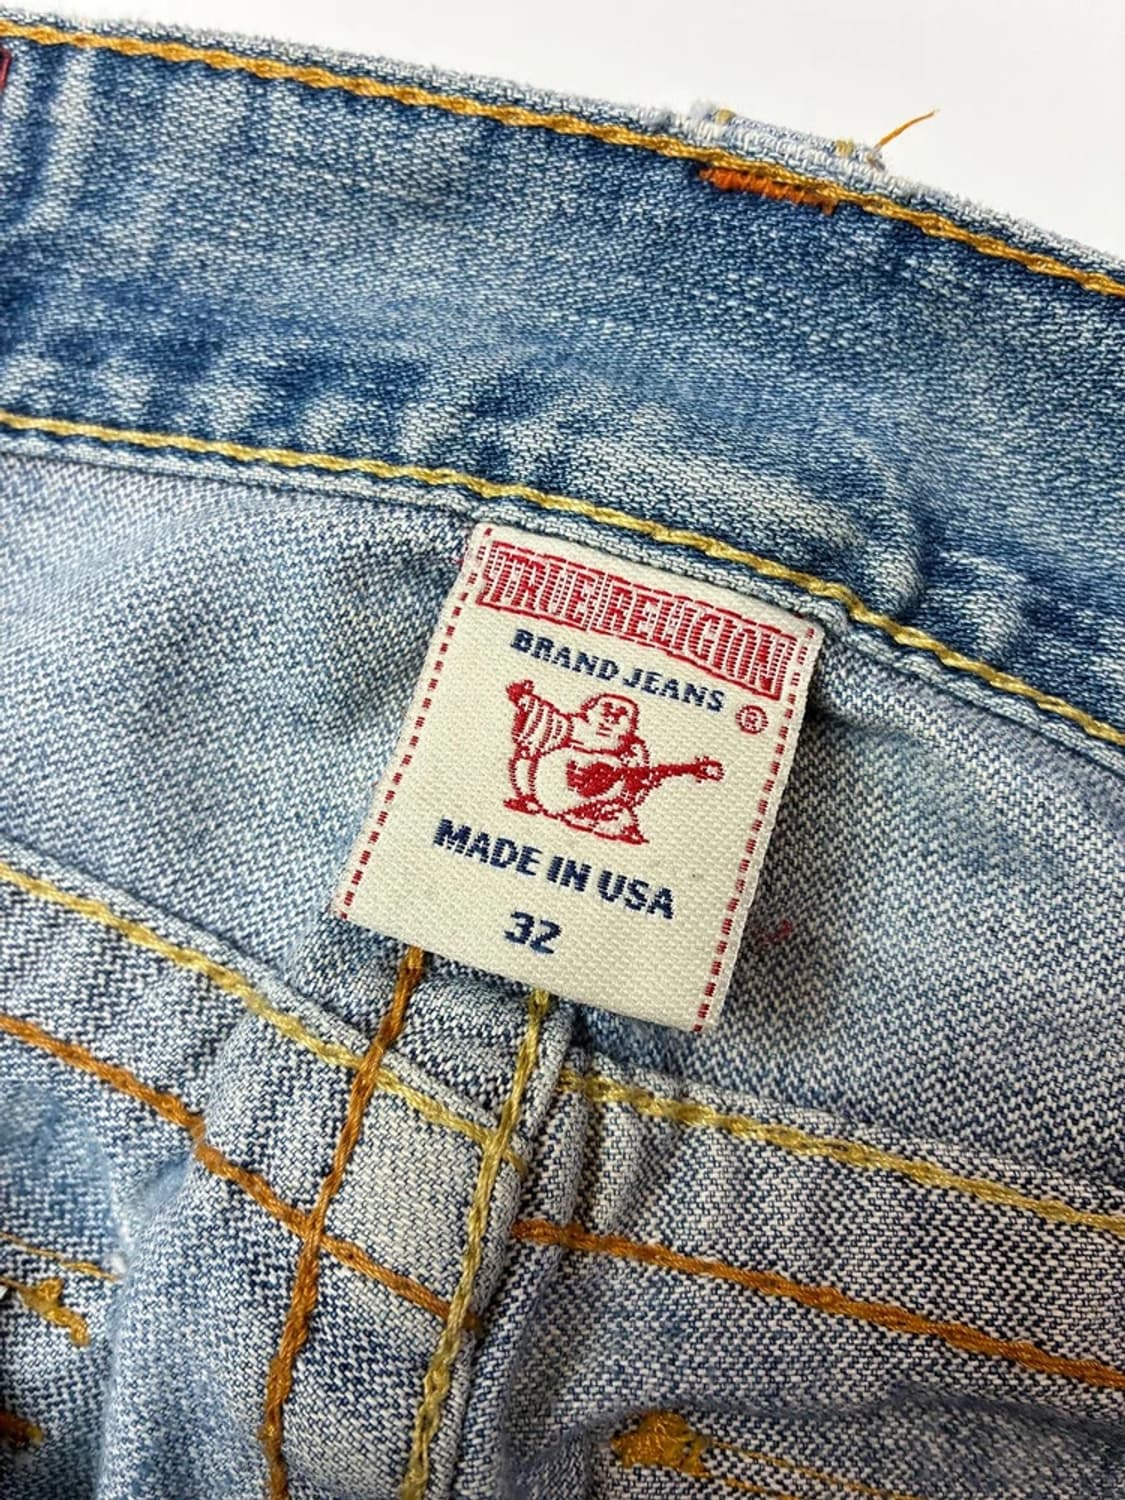 TRUE RELIGION
BRAND JEANS
®
MADE IN USA
32